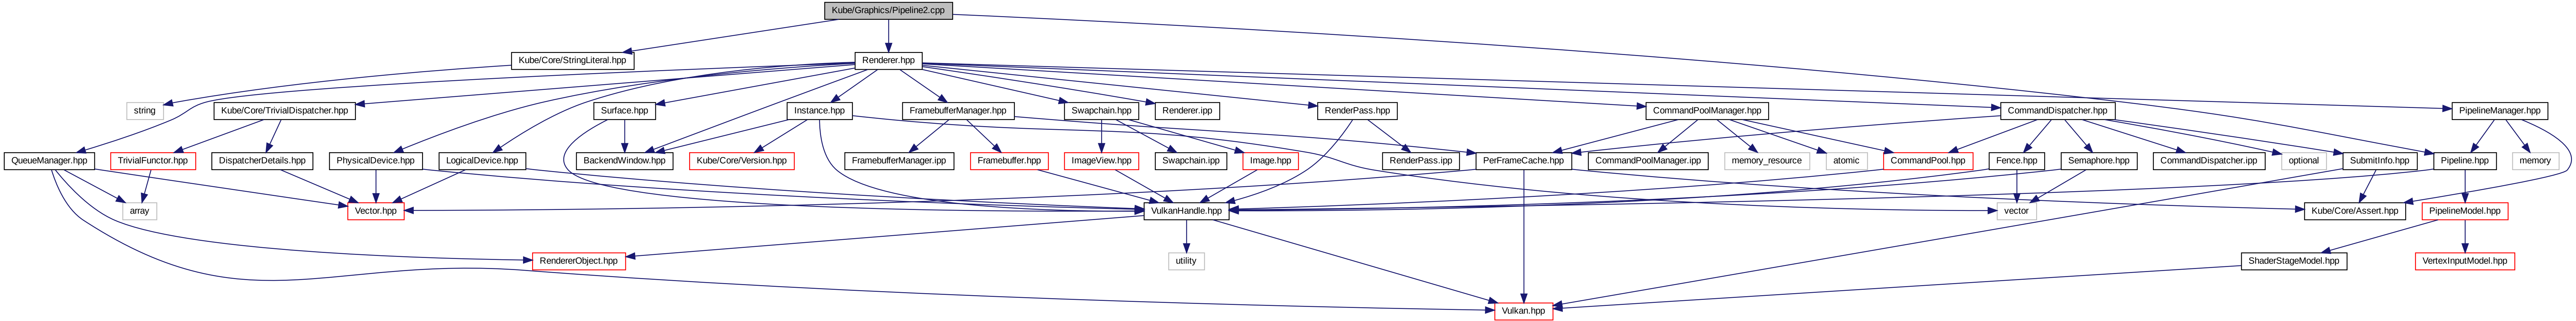 Kube/Graphics/Pipeline2.cpp
Kube/Core/StringLiteral.hpp
Renderer.hpp
string
Kube/Core/TrivialDispatcher.hpp
Surface.hpp
Instance.hpp
FramebufferManager.hpp
Swapchain.hpp
Renderer.ipp
RenderPass.hpp
CommandPoolManager.hpp
CommandDispatcher.hpp
PipelineManager.hpp
QueueManager.hpp
TrivialFunctor.hpp
DispatcherDetails.hpp
PhysicalDevice.hpp
LogicalDevice.hpp
BackendWindow.hpp
Kube/Core/Version.hpp
FramebufferManager.ipp
Framebuffer.hpp
ImageView.hpp
Swapchain.ipp
Image.hpp
RenderPass.ipp
PerFrameCache.hpp
CommandPoolManager.ipp
memory_resource
atomic
CommandPool.hpp
Fence.hpp
Semaphore.hpp
CommandDispatcher.ipp
optional
SubmitInfo.hpp
Pipeline.hpp
memory
array
Vector.hpp
VulkanHandle.hpp
vector
Kube/Core/Assert.hpp
PipelineModel.hpp
RendererObject.hpp
utility
ShaderStageModel.hpp
VertexInputModel.hpp
Vulkan.hpp